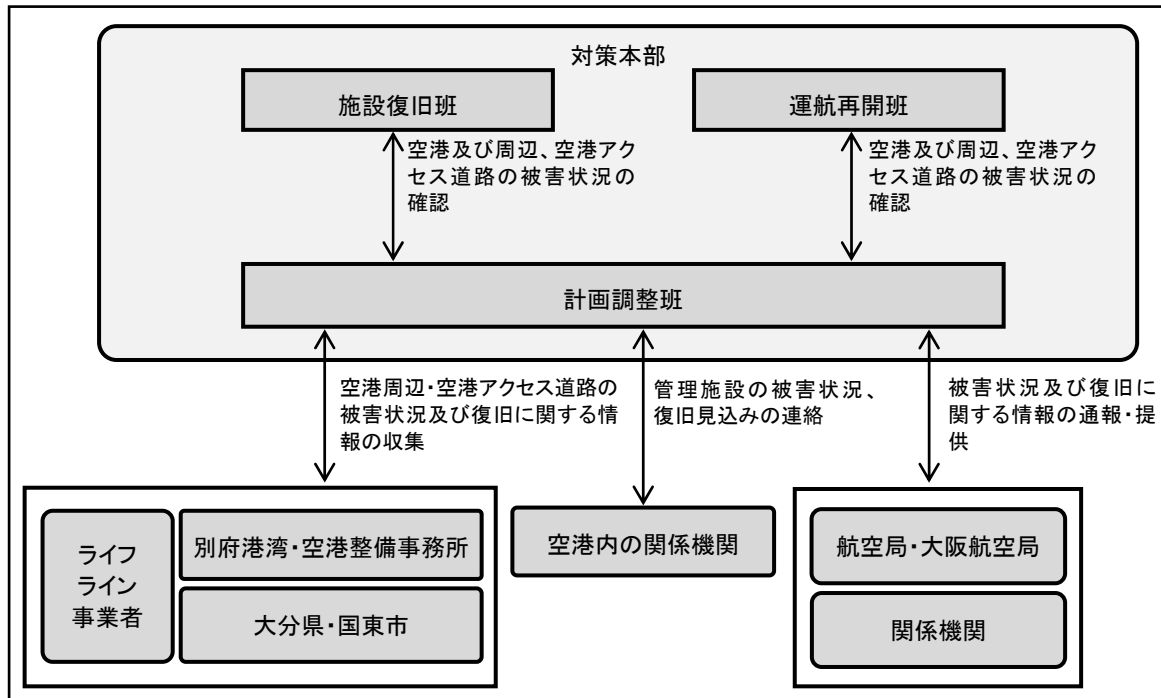 対策本部
施設復旧班
運航再開班
空港及び周辺、空港アク
セス道路の被害状況の
確認
空港及び周辺、空港アク
セス道路の被害状況の
確認
計画調整班
空港周辺・空港アクセス道路の
被害状況及び復旧に関する情
報の収集
管理施設の被害状況、
復旧見込みの連絡
被害状況及び復旧に
関する情報の通報・提
供
ライフ
ライン
事業者
別府港湾・空港整備事務所
大分県・国東市
空港内の関係機関
航空局・大阪航空局
関係機関